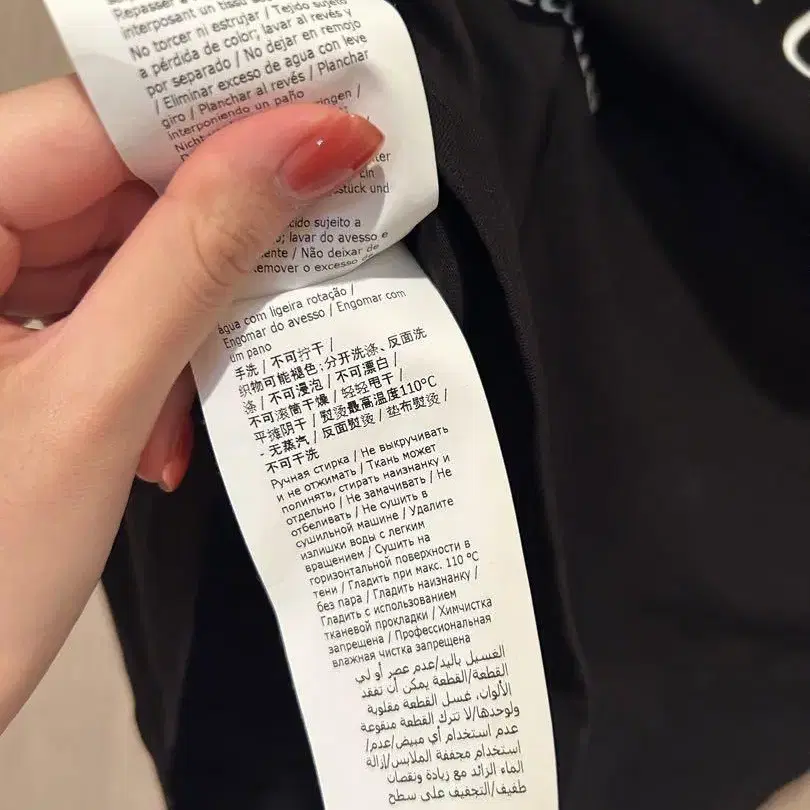 Repasser à
interposant un tissu
No torcer ni estrujar / Tejido sujeto
a pérdida de color; lavar al revés y
por separado / No dejar en remojo
/ Eliminar exceso de agua con leve
giro / Planchar al revés / Planchar
interponiendo un paño
Nicht
stück und
sujeito a
lavar do avesso e
/ Não deixar de
remover o excesso de
água com ligeira rotação /
Engomar do avesso / Engomar com
um pano
手洗 / 不可拧干 /
织物可能褪色;分开洗涤、反面洗
涤 / 不可浸泡 / 不可漂白 /
不可滚筒干燥 / 轻轻甩干 /
平摊阴干 / 熨烫最高温度110°C
- 无蒸汽 / 反面熨烫 / 垫布熨烫 /
不可干洗
Ручная стирка / Не выкручивать
и не отжимать / Ткань может
полинять, стирать наизнанку и
отдельно / Не замачивать / Не
отбеливать / Не сушить в
сушильной машине / Удалите
излишки воды с легким
вращением / Сушить на
горизонтальной поверхности в
тени / Гладить при макс. 110 °C
без пара / Гладить наизнанку /
Гладить с использованием
тканевой прокладки / Химчистка
запрещена / Профессиональная
влажная чистка запрещена
الغسيل باليد/عدم عصر أو لي
القطعة/القطعة يمكن أن تفقد
الألوان، غسل القطعة مقلوبة
ولوحدها/لا تترك القطعة منقوعة
عدم أستخدام أي مبيض/عدم/
استخدام مجففة الملابس/إزالة
الماء الزائد مع زيادة ونقصان
طفيف/التجفيف على سطح